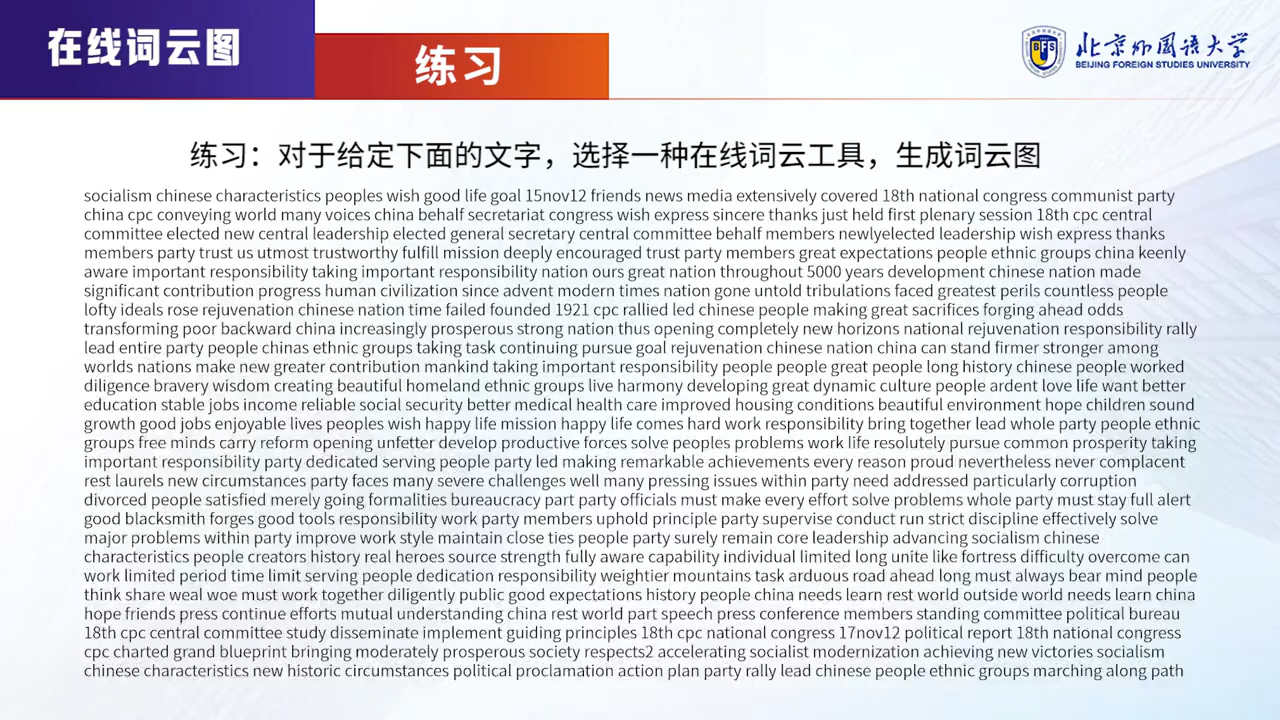 在线词云图
练习
北京外国语大学
BEIJING FOREIGN STUDIES UNIVERSITY
练习：对于给定下面的文字，选择一种在线词云工具，生成词云图
socialism chinese characteristics peoples wish good life goal 15nov12 friends news media extensively covered 18th national congress communist party
china cpc conveying world many voices china behalf secretariat congress wish express sincere thanks just held first plenary session 18th cpc central
committee elected new central leadership elected general secretary central committee behalf members newlyelected leadership wish express thanks
members party trust us utmost trustworthy fulfill mission deeply encouraged trust party members great expectations people ethnic groups china keenly
aware important responsibility taking important responsibility nation ours great nation throughout 5000 years development chinese nation made
significant contribution progress human civilization since advent modern times nation gone untold tribulations faced greatest perils countless people
lofty ideals rose rejuvenation chinese nation time failed founded 1921 cpc rallied led chinese people making great sacrifices forging ahead odds
transforming poor backward china increasingly prosperous strong nation thus opening completely new horizons national rejuvenation responsibility rally
lead entire party people chinas ethnic groups taking task continuing pursue goal rejuvenation chinese nation china can stand firmer stronger among
worlds nations make new greater contribution mankind taking important responsibility people people great people long history chinese people worked
diligence bravery wisdom creating beautiful homeland ethnic groups live harmony developing great dynamic culture people ardent love life want better
education stable jobs income reliable social security better medical health care improved housing conditions beautiful environment hope children sound
growth good jobs enjoyable lives peoples wish happy life mission happy life comes hard work responsibility bring together lead whole party people ethnic
groups free minds carry reform opening unfetter develop productive forces solve peoples problems work life resolutely pursue common prosperity taking
important responsibility party dedicated serving people party led making remarkable achievements every reason proud nevertheless never complacent
rest laurels new circumstances party faces many severe challenges well many pressing issues within party need addressed particularly corruption
divorced people satisfied merely going formalities bureaucracy part party officials must make every effort solve problems whole party must stay full alert
good blacksmith forges good tools responsibility work party members uphold principle party supervise conduct run strict discipline effectively solve
major problems within party improve work style maintain close ties people party surely remain core leadership advancing socialism chinese
characteristics people creators history real heroes source strength fully aware capability individual limited long unite like fortress difficulty overcome can
work limited period time limit serving people dedication responsibility weightier mountains task arduous road ahead long must always bear mind people
think share weal woe must work together diligently public good expectations history people china needs learn rest world outside world needs learn china
hope friends press continue efforts mutual understanding china rest world part speech press conference members standing committee political bureau
18th cpc central committee study disseminate implement guiding principles 18th cpc national congress 17nov12 political report 18th national congress
cpc charted grand blueprint bringing moderately prosperous society respects2 accelerating socialist modernization achieving new victories socialism
chinese characteristics new historic circumstances political proclamation action plan party rally lead chinese people ethnic groups marching along path